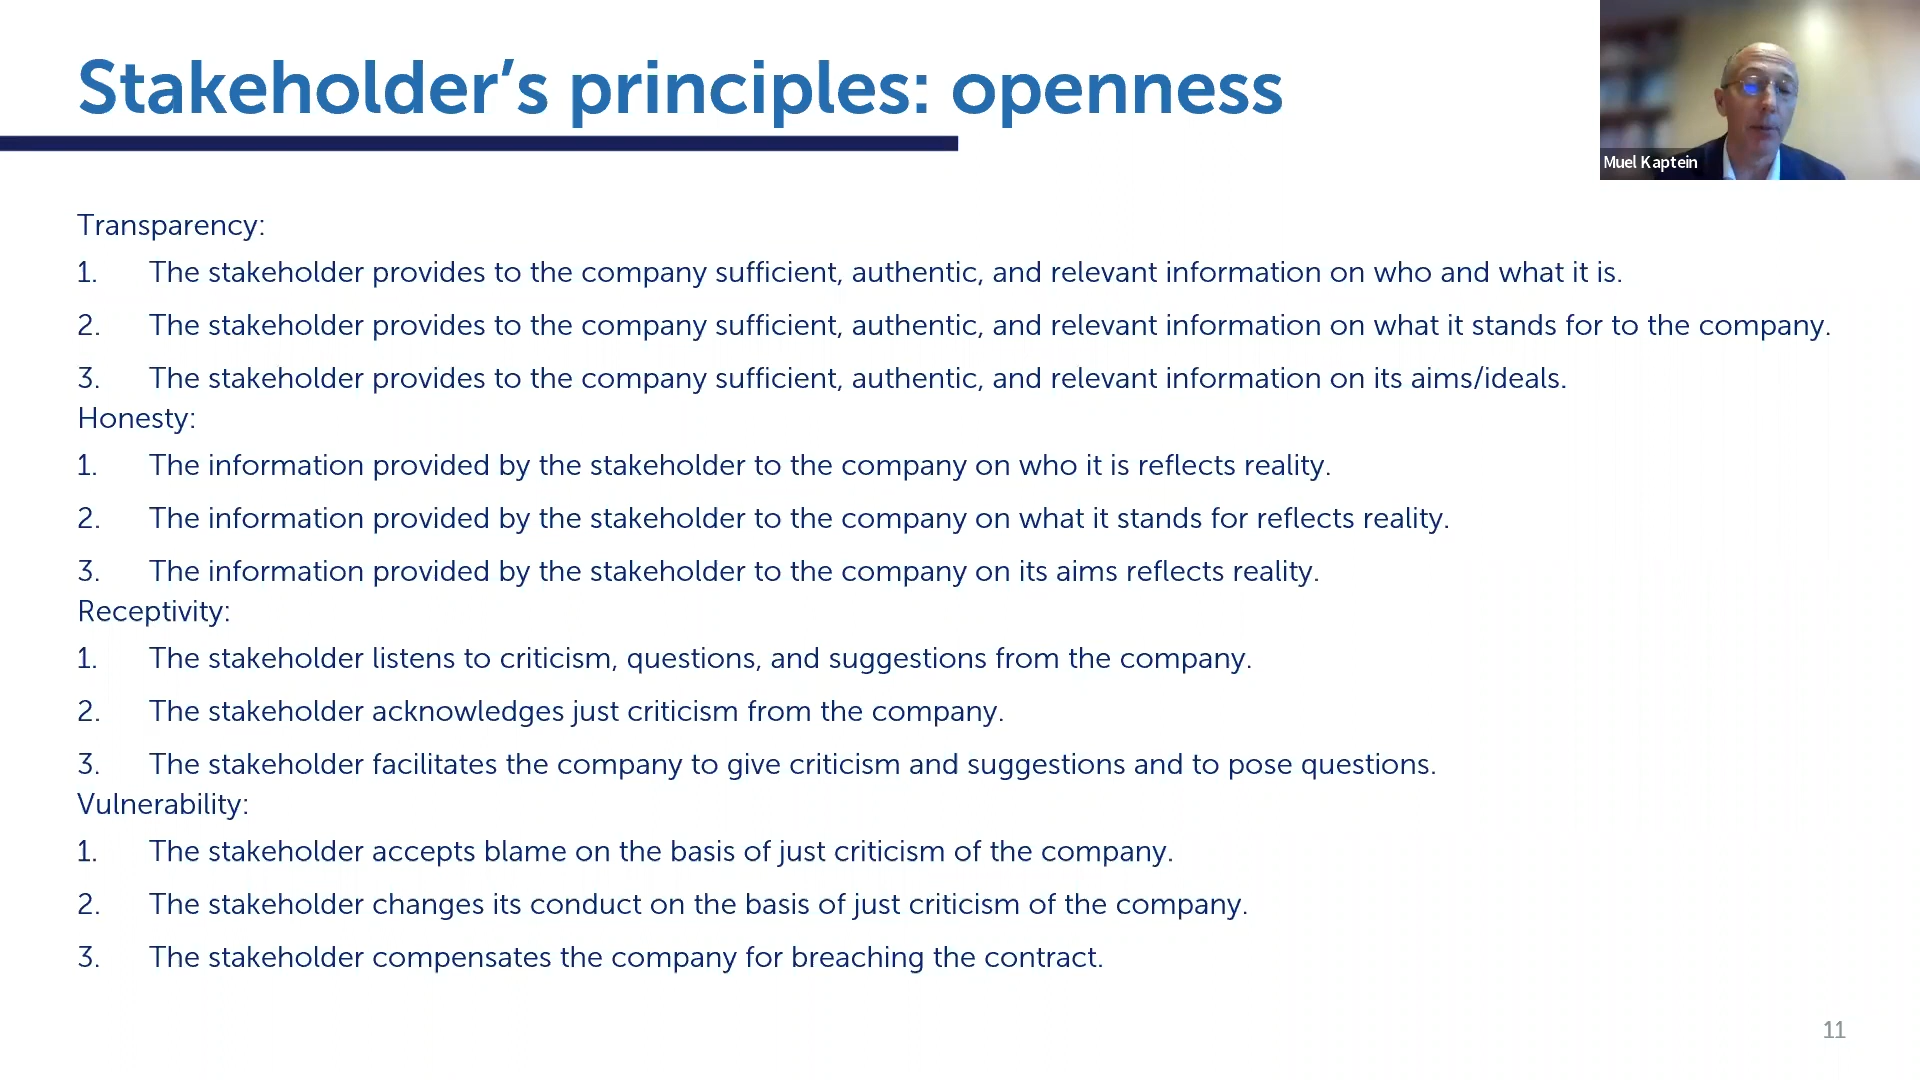 Stakeholder’s principles: openness
Muel Kaptein
Transparency:
1. The stakeholder provides to the company sufficient, authentic, and relevant information on who and what it is.
2. The stakeholder provides to the company sufficient, authentic, and relevant information on what it stands for to the company.
3. The stakeholder provides to the company sufficient, authentic, and relevant information on its aims/ideals.
Honesty:
1. The information provided by the stakeholder to the company on who it is reflects reality.
2. The information provided by the stakeholder to the company on what it stands for reflects reality.
3. The information provided by the stakeholder to the company on its aims reflects reality.
Receptivity:
1. The stakeholder listens to criticism, questions, and suggestions from the company.
2. The stakeholder acknowledges just criticism from the company.
3. The stakeholder facilitates the company to give criticism and suggestions and to pose questions.
Vulnerability:
1. The stakeholder accepts blame on the basis of just criticism of the company.
2. The stakeholder changes its conduct on the basis of just criticism of the company.
3. The stakeholder compensates the company for breaching the contract.
11